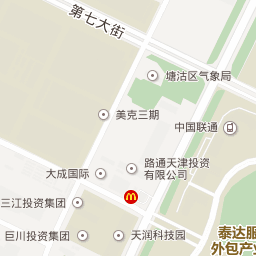 第七大街
塘沽区气象局
美克三期
中国联通
路通天津投资
有限公司
大成国际
三江投资集团
巨川投资集团
天润科技园
泰达服
外包产业